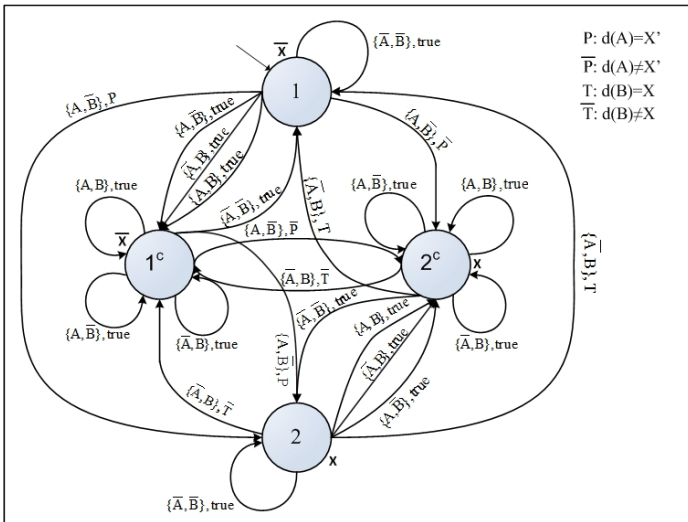 {A̅,B̅},true
x̅
1
P: d(A)=X'
P̅: d(A)≠X'
T: d(B)=X
T̅: d(B)≠X
{A,B̅},P
{A,B̅},true
{A̅,B},true
{A,B},true
{A̅,B̅},true
{A,B̅},P̅
{A̅,B},T
{A,B},true
{A,B̅},true
{A,B},true
x̅
1ᶜ
{A,B̅},P̅
{A̅,B},T̅
2ᶜ
x
{A̅,B},T
{A,B̅},true
{A̅,B},true
{A̅,B},true
{A̅,B̅},true
{A,B},true
{A̅,B},true
{A,B̅},true
{A,B̅},P
{A̅,B},T̅
2
x
{A̅,B̅},true